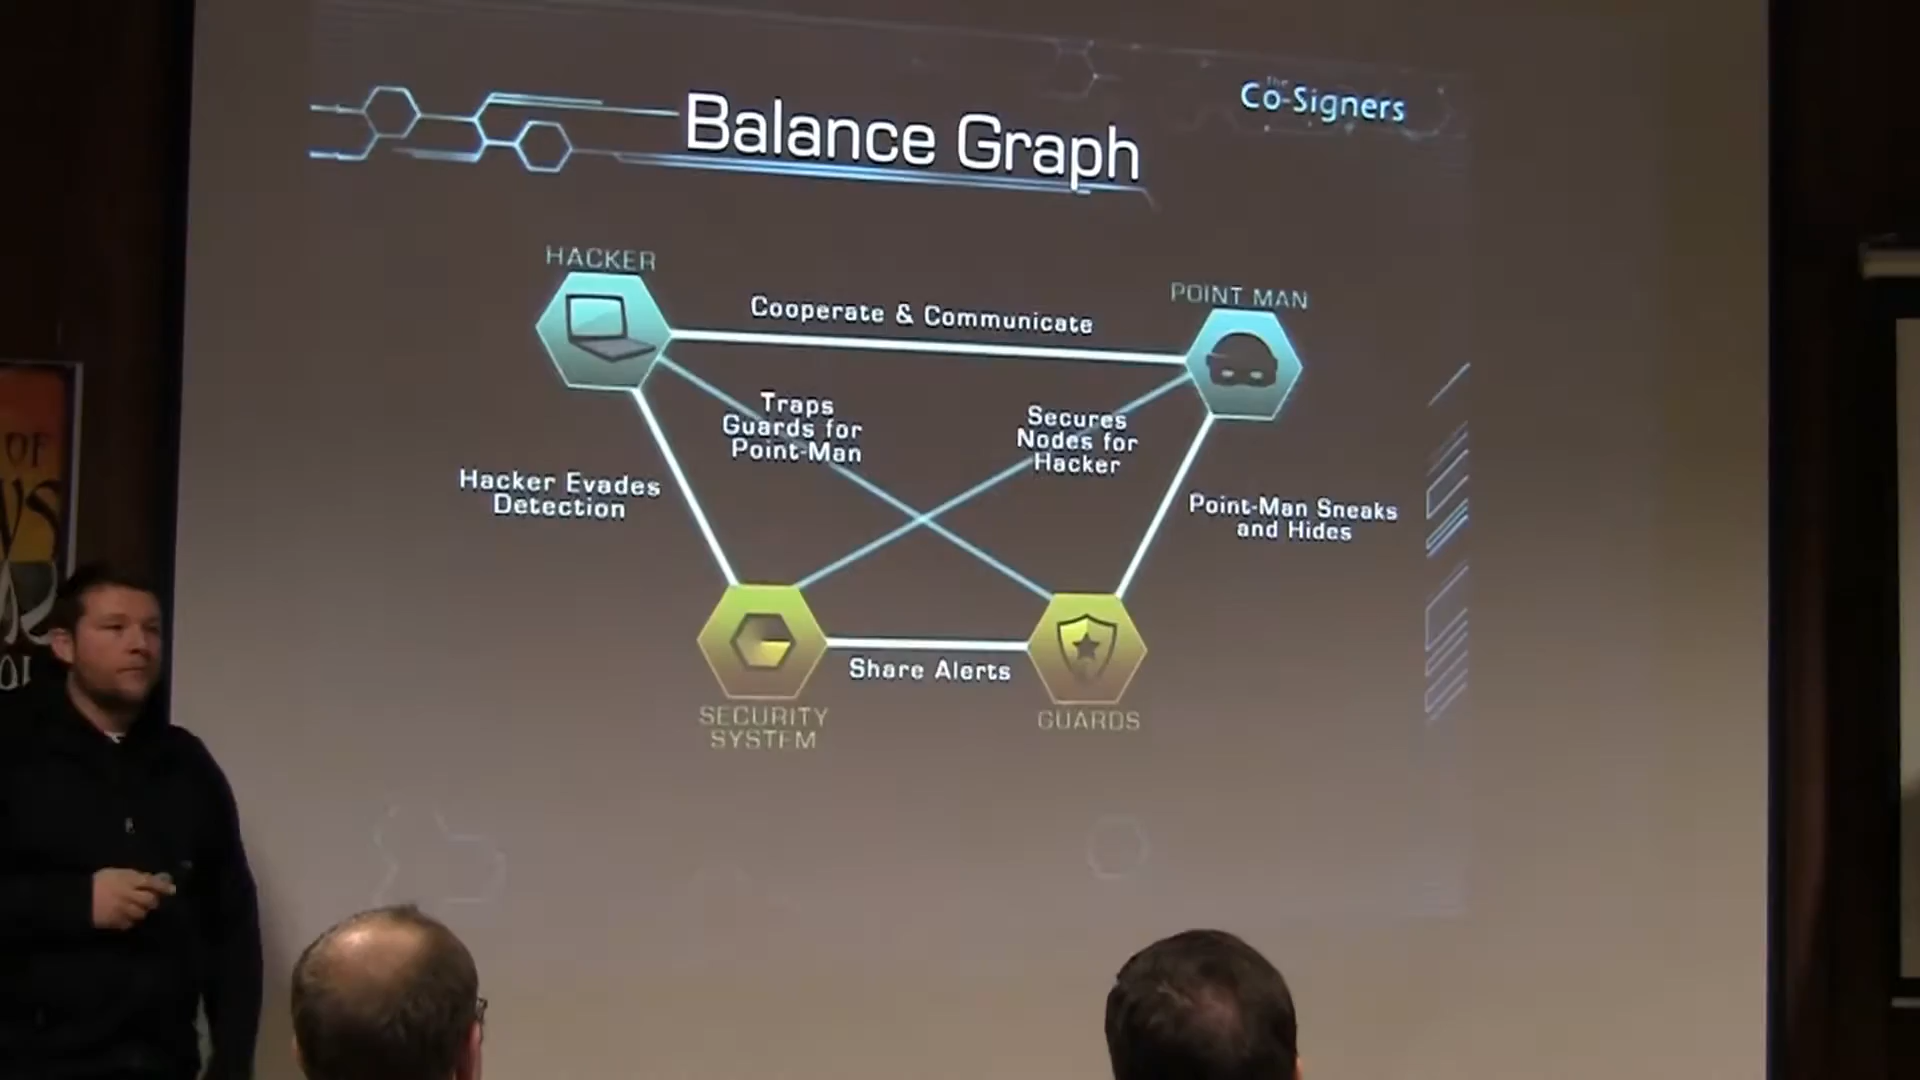 the
Co-Signers
Balance Graph
HACKER
POINT MAN
Cooperate & Communicate
Traps
Guards for
Point-Man
Secures
Nodes for
Hacker
Hacker Evades
Detection
Point-Man Sneaks
and Hides
Share Alerts
SECURITY
SYSTEM
GUARDS
OF